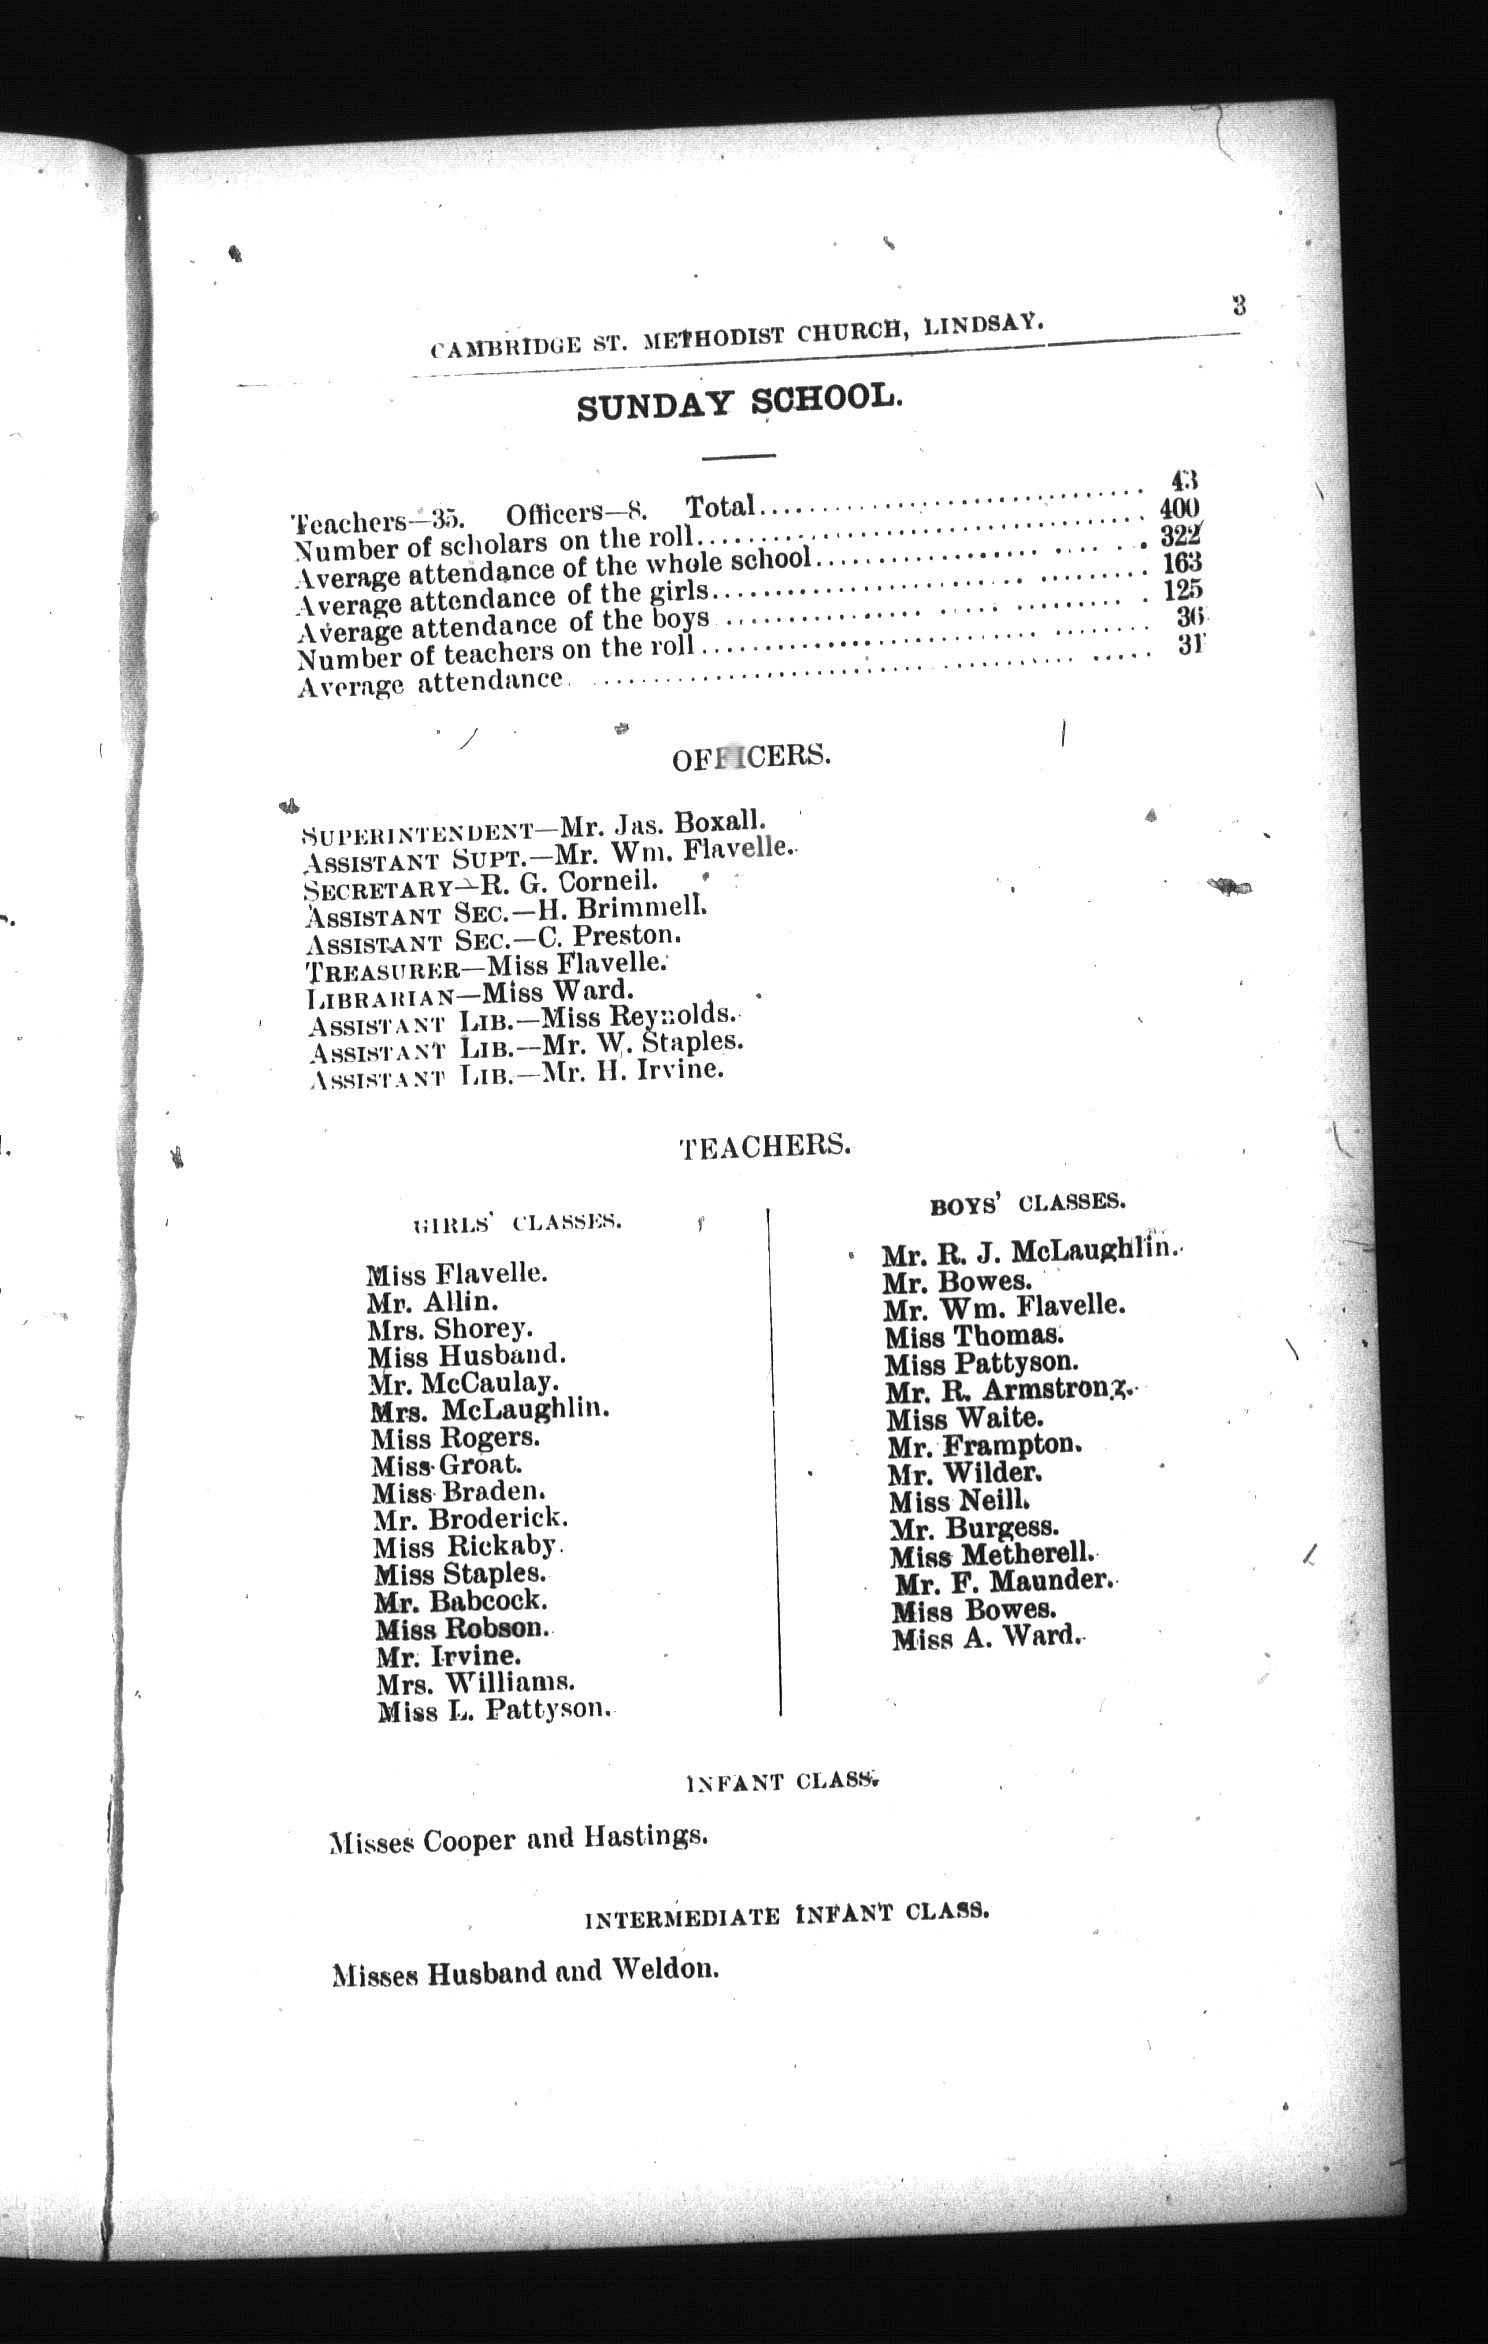 CAMBRIDGE ST. METHODIST CHURCH, LINDSAY. 3
SUNDAY SCHOOL.
Teachers—35. Officers—8. Total 43
Number of scholars on the roll 400
Average attendance of the whole school 322
Average attendance of the girls 163
Average attendance of the boys 125
Number of teachers on the roll 36
Average attendance 31
OFFICERS.
SUPERINTENDENT—Mr. Jas. Boxall.
ASSISTANT SUPT.—Mr. Wm. Flavelle.
SECRETARY—R. G. Corneil.
ASSISTANT SEC.—H. Brimmell.
ASSISTANT SEC.—C. Preston.
TREASURER—Miss Flavelle.
LIBRARIAN—Miss Ward.
ASSISTANT LIB.—Miss Reynolds.
ASSISTANT LIB.—Mr. W. Staples.
ASSISTANT LIB.—Mr. H. Irvine.
TEACHERS.
GIRLS' CLASSES.
Miss Flavelle.
Mr. Allin.
Mrs. Shorey.
Miss Husband.
Mr. McCaulay.
Mrs. McLaughlin.
Miss Rogers.
Miss Groat.
Miss Braden.
Mr. Broderick.
Miss Rickaby.
Miss Staples.
Mr. Babcock.
Miss Robson.
Mr. Irvine.
Mrs. Williams.
Miss L. Pattyson.
BOYS' CLASSES.
Mr. R. J. McLaughlin.
Mr. Bowes.
Mr. Wm. Flavelle.
Miss Thomas.
Miss Pattyson.
Mr. R. Armstrong.
Miss Waite.
Mr. Frampton.
Mr. Wilder.
Miss Neill.
Mr. Burgess.
Miss Metherell.
Mr. F. Maunder.
Miss Bowes.
Miss A. Ward.
INFANT CLASS.
Misses Cooper and Hastings.
INTERMEDIATE INFANT CLASS.
Misses Husband and Weldon.